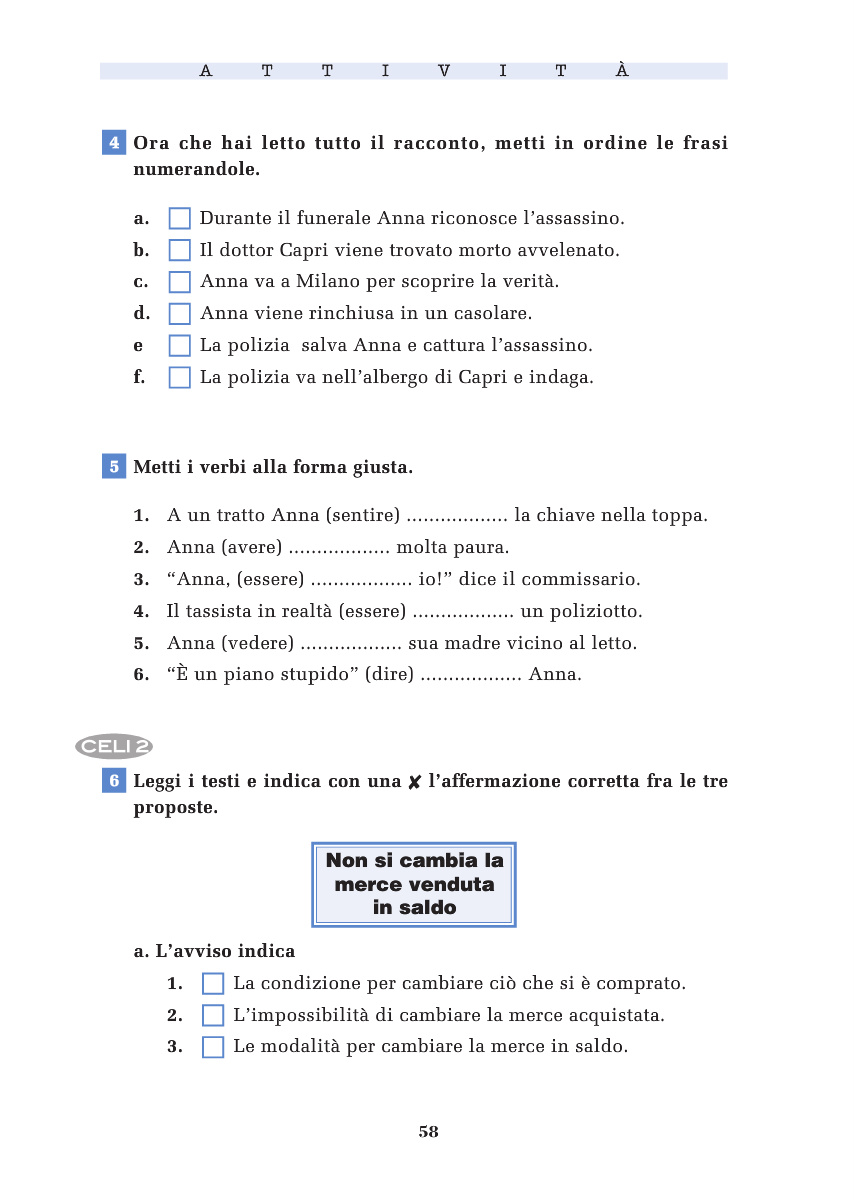 A T T I V I T À
4 Ora che hai letto tutto il racconto, metti in ordine le frasi
numerandole.
a. Durante il funerale Anna riconosce l’assassino.
b. Il dottor Capri viene trovato morto avvelenato.
c. Anna va a Milano per scoprire la verità.
d. Anna viene rinchiusa in un casolare.
e La polizia salva Anna e cattura l’assassino.
f. La polizia va nell’albergo di Capri e indaga.
5 Metti i verbi alla forma giusta.
1. A un tratto Anna (sentire) .................. la chiave nella toppa.
2. Anna (avere) .................. molta paura.
3. “Anna, (essere) .................. io!” dice il commissario.
4. Il tassista in realtà (essere) .................. un poliziotto.
5. Anna (vedere) .................. sua madre vicino al letto.
6. “È un piano stupido” (dire) .................. Anna.
CELI 2
6 Leggi i testi e indica con una ✘ l’affermazione corretta fra le tre
proposte.
Non si cambia la
merce venduta
in saldo
a. L’avviso indica
1. La condizione per cambiare ciò che si è comprato.
2. L’impossibilità di cambiare la merce acquistata.
3. Le modalità per cambiare la merce in saldo.
58